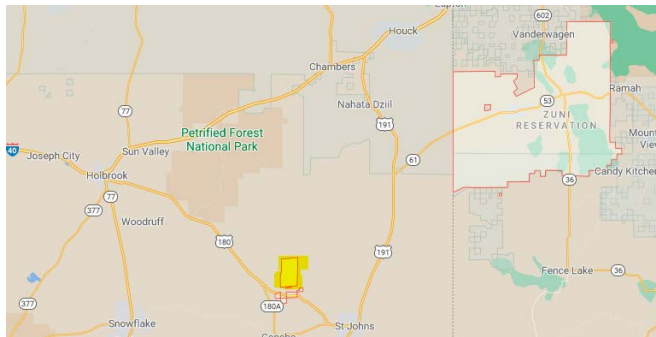 Houck
602
Vanderwagen
Chambers
77
Nahata Dziil
53
Ramah
191
ZUNI
RESERVATION
Petrified Forest
National Park
Mount
View
40
Joseph City
Sun Valley
61
Candy Kitchen
Holbrook
36
77
377
Woodruff
180
191
Fence Lake
36
377
180A
Snowflake
St Johns